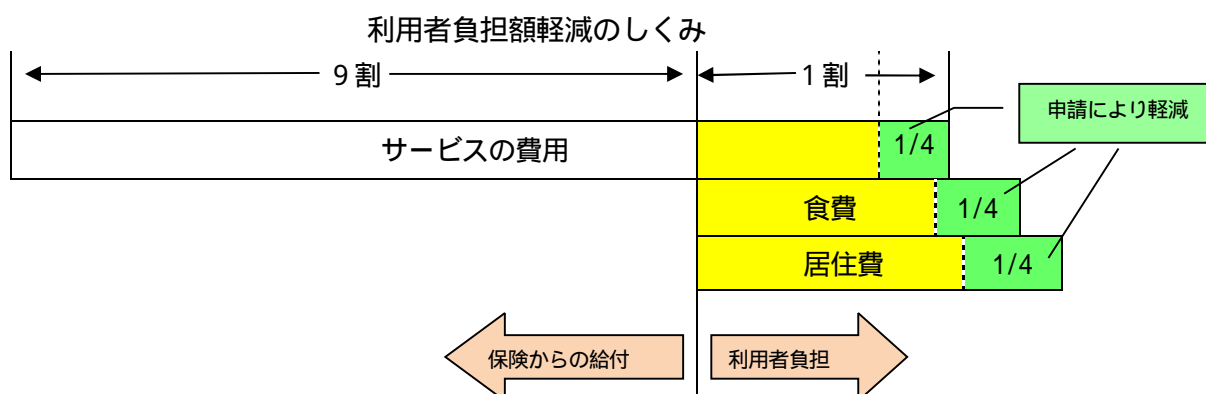 利用者負担額軽減のしくみ
9割
1割
申請により軽減
サービスの費用
1/4
食費
1/4
居住費
1/4
保険からの給付
利用者負担